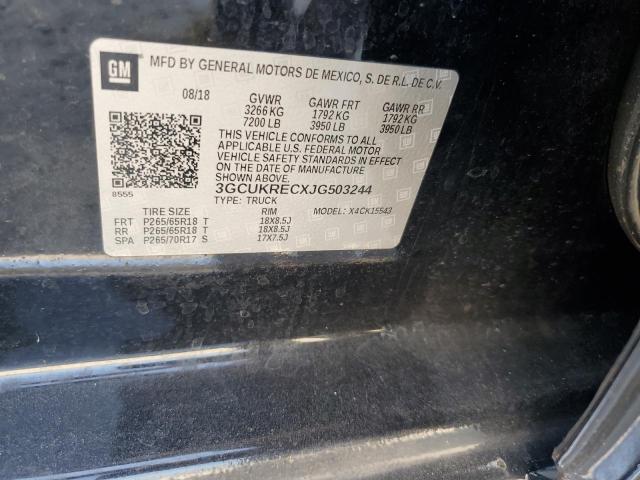 GM
MFD BY GENERAL MOTORS DE MEXICO, S. DE R.L. DE C.V.
08/18 GVWR GAWR FRT GAWR RR
3266 KG 1792 KG 1792 KG
7200 LB 3950 LB 3950 LB
THIS VEHICLE CONFORMS TO ALL
APPLICABLE U.S. FEDERAL MOTOR
VEHICLE SAFETY STANDARDS IN EFFECT
ON THE DATE OF MANUFACTURE
SHOWN ABOVE.
8555 3GCUKRECXJG503244
TYPE: TRUCK
TIRE SIZE RIM MODEL: X4CK15543
FRT P265/65R18 T 18X8.5J
RR P265/65R18 T 18X8.5J
SPA P265/70R17 S 17X7.5J